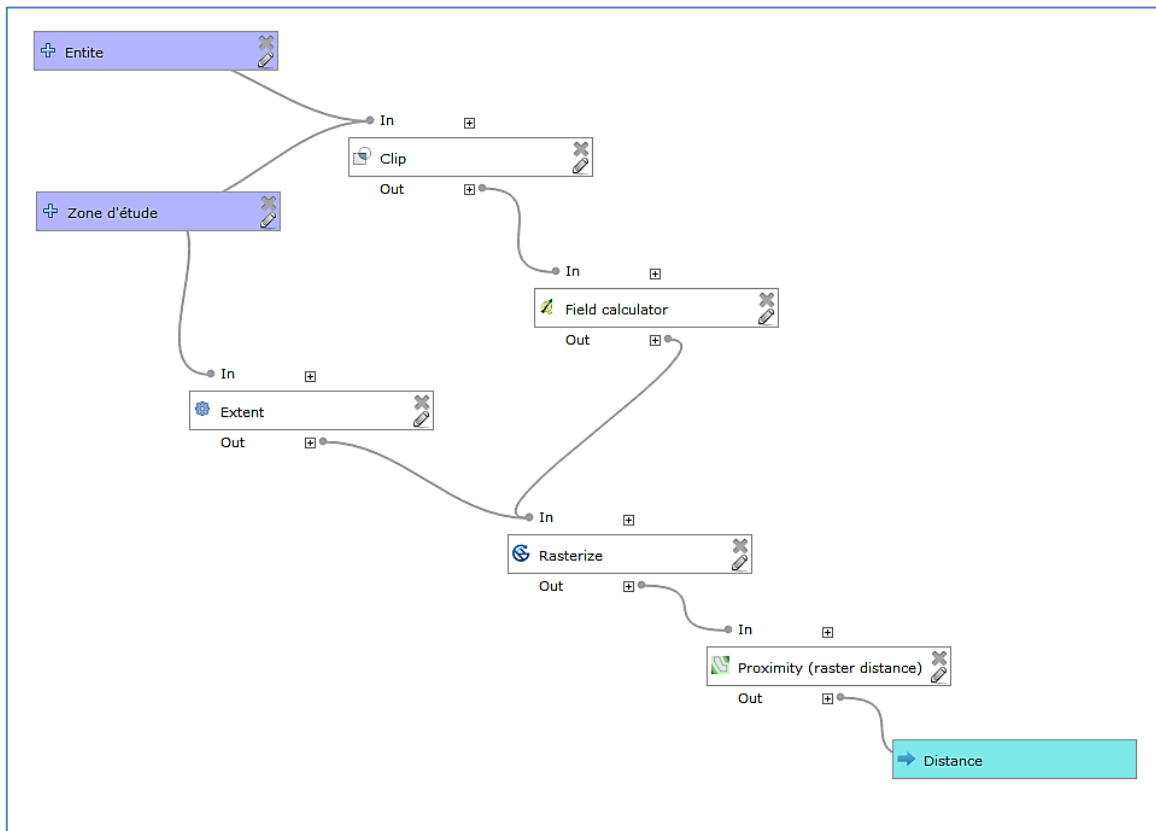 Entite
In
Clip
Out
Zone d'étude
In
Field calculator
Out
In
Extent
Out
In
Rasterize
Out
In
Proximity (raster distance)
Out
Distance